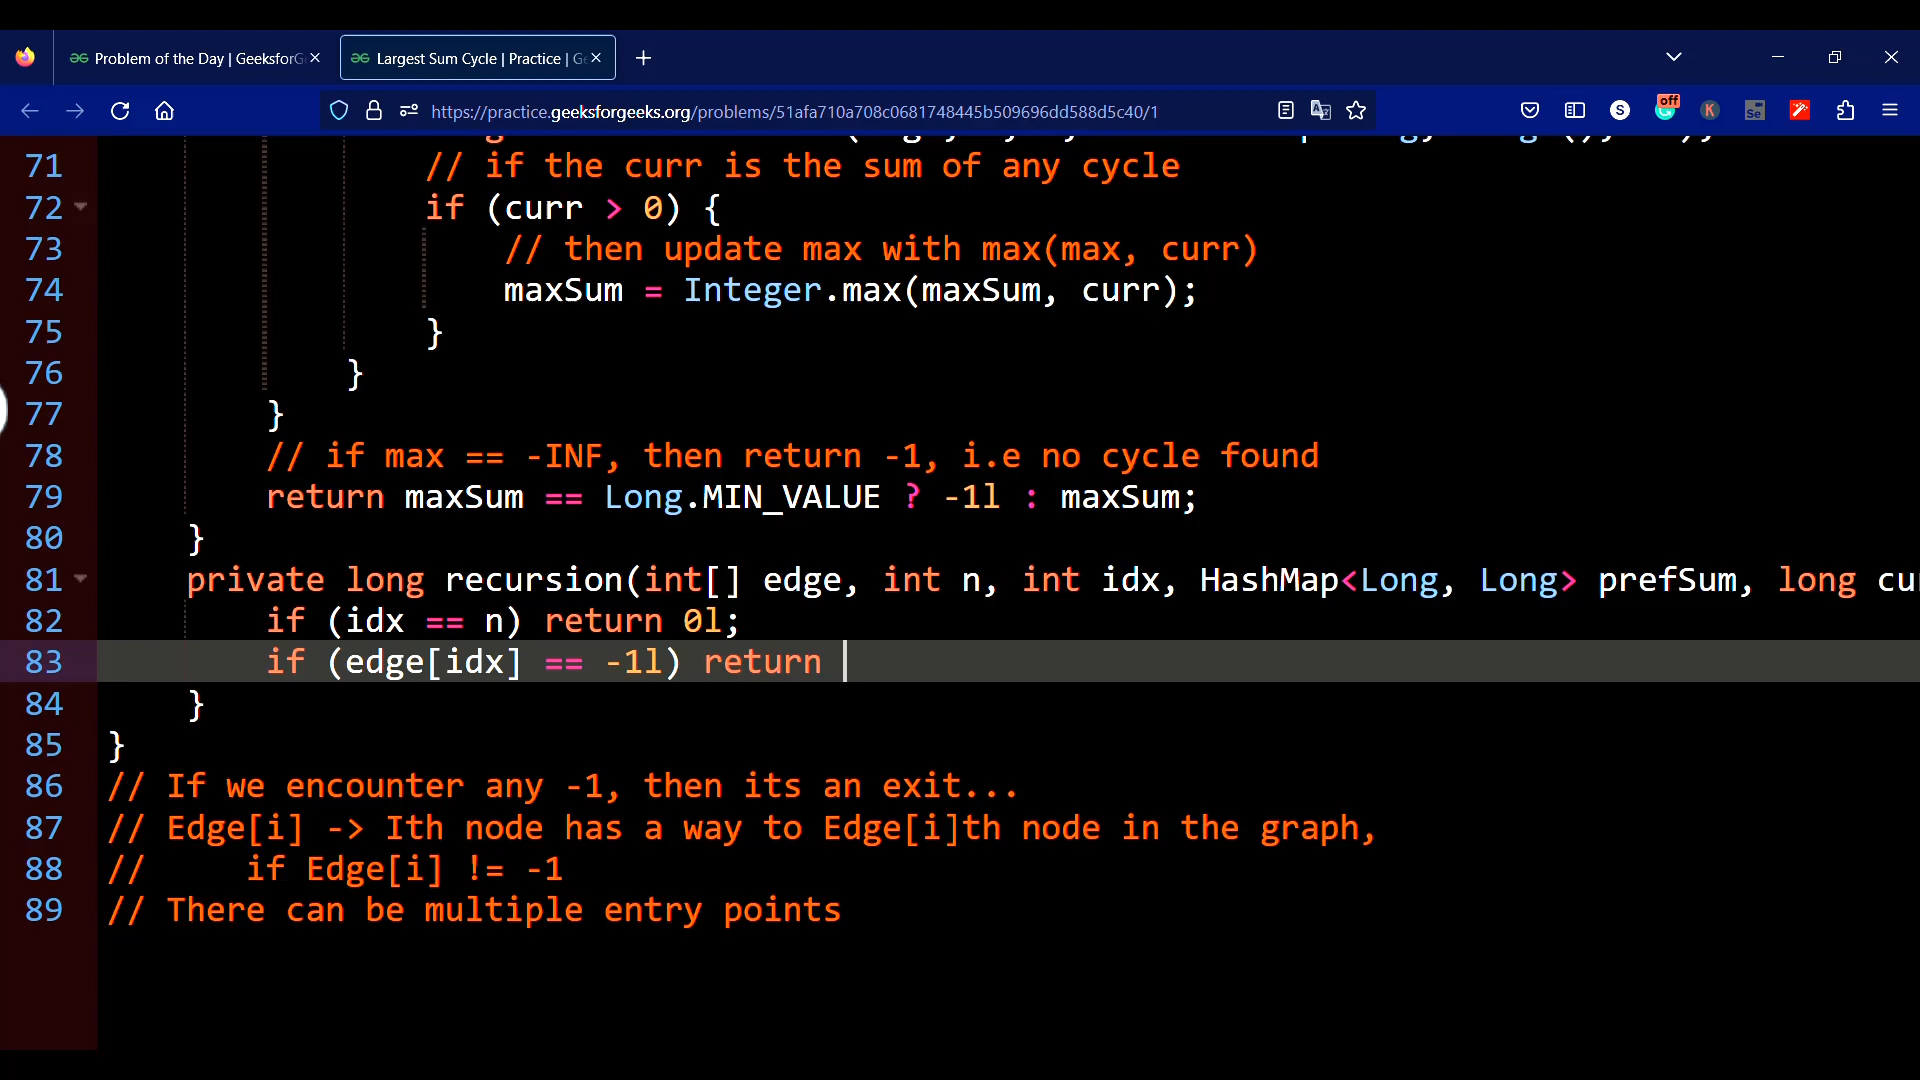 Problem of the Day | GeeksforG
Largest Sum Cycle | Practice | Ge
https://practice.geeksforgeeks.org/problems/51afa710a708c0681748445b509696dd588d5c40/1
S
off
K
Se
71 // if the curr is the sum of any cycle
72 if (curr > 0) {
73 // then update max with max(max, curr)
74 maxSum = Integer.max(maxSum, curr);
75 }
76 }
77 }
78 // if max == -INF, then return -1, i.e no cycle found
79 return maxSum == Long.MIN_VALUE ? -1l : maxSum;
80 }
81 private long recursion(int[] edge, int n, int idx, HashMap<Long, Long> prefSum, long cu
82 if (idx == n) return 0l;
83 if (edge[idx] == -1l) return
84 }
85 }
86 // If we encounter any -1, then its an exit...
87 // Edge[i] -> Ith node has a way to Edge[i]th node in the graph,
88 // if Edge[i] != -1
89 // There can be multiple entry points